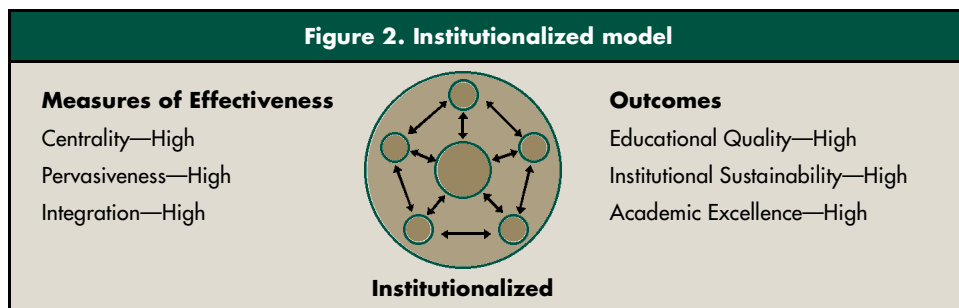 Figure 2. Institutionalized model
Measures of Effectiveness
Centrality—High
Pervasiveness—High
Integration—High
Institutionalized
Outcomes
Educational Quality—High
Institutional Sustainability—High
Academic Excellence—High